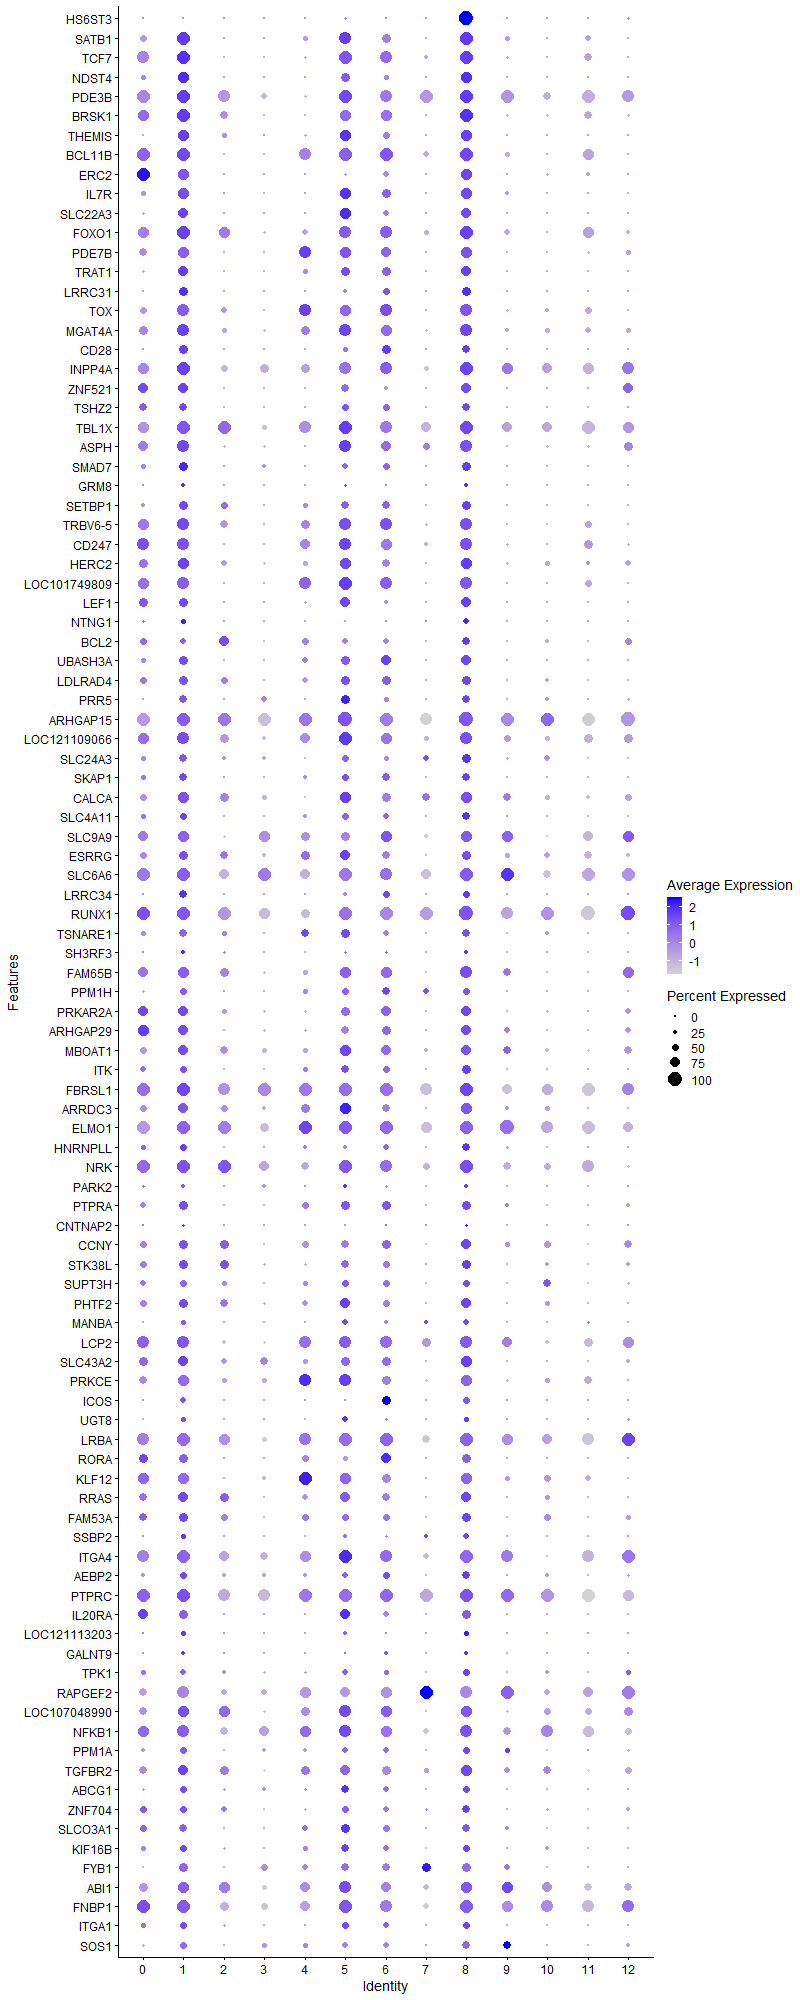 HS6ST3
SATB1
TCF7
NDST4
PDE3B
BRSK1
THEMIS
BCL11B
ERC2
IL7R
SLC22A3
FOXO1
PDE7B
TRAT1
LRRC31
TOX
MGAT4A
CD28
INPP4A
ZNF521
TSHZ2
TBL1X
ASPH
SMAD7
GRM8
SETBP1
TRBV6-5
CD247
HERC2
LOC101749809
LEF1
NTNG1
BCL2
UBASH3A
LDLRAD4
PRR5
ARHGAP15
LOC121109066
SLC24A3
SKAP1
CALCA
SLC4A11
SLC9A9
ESRRG
SLC6A6
LRRC34
RUNX1
TSNARE1
SH3RF3
FAM65B
PPM1H
PRKAR2A
ARHGAP29
MBOAT1
ITK
FBRSL1
ARRDC3
ELMO1
HNRNPLL
NRK
PARK2
PTPRA
CNTNAP2
CCNY
STK38L
SUPT3H
PHTF2
MANBA
LCP2
SLC43A2
PRKCE
ICOS
UGT8
LRBA
RORA
KLF12
RRAS
FAM53A
SSBP2
ITGA4
AEBP2
PTPRC
IL20RA
LOC121113203
GALNT9
TPK1
RAPGEF2
LOC107048990
NFKB1
PPM1A
TGFBR2
ABCG1
ZNF704
SLCO3A1
KIF16B
FYB1
ABI1
FNBP1
ITGA1
SOS1
Features
0 1 2 3 4 5 6 7 8 9 10 11 12
Identity
Average Expression
2
1
0
-1
Percent Expressed
0
25
50
75
100